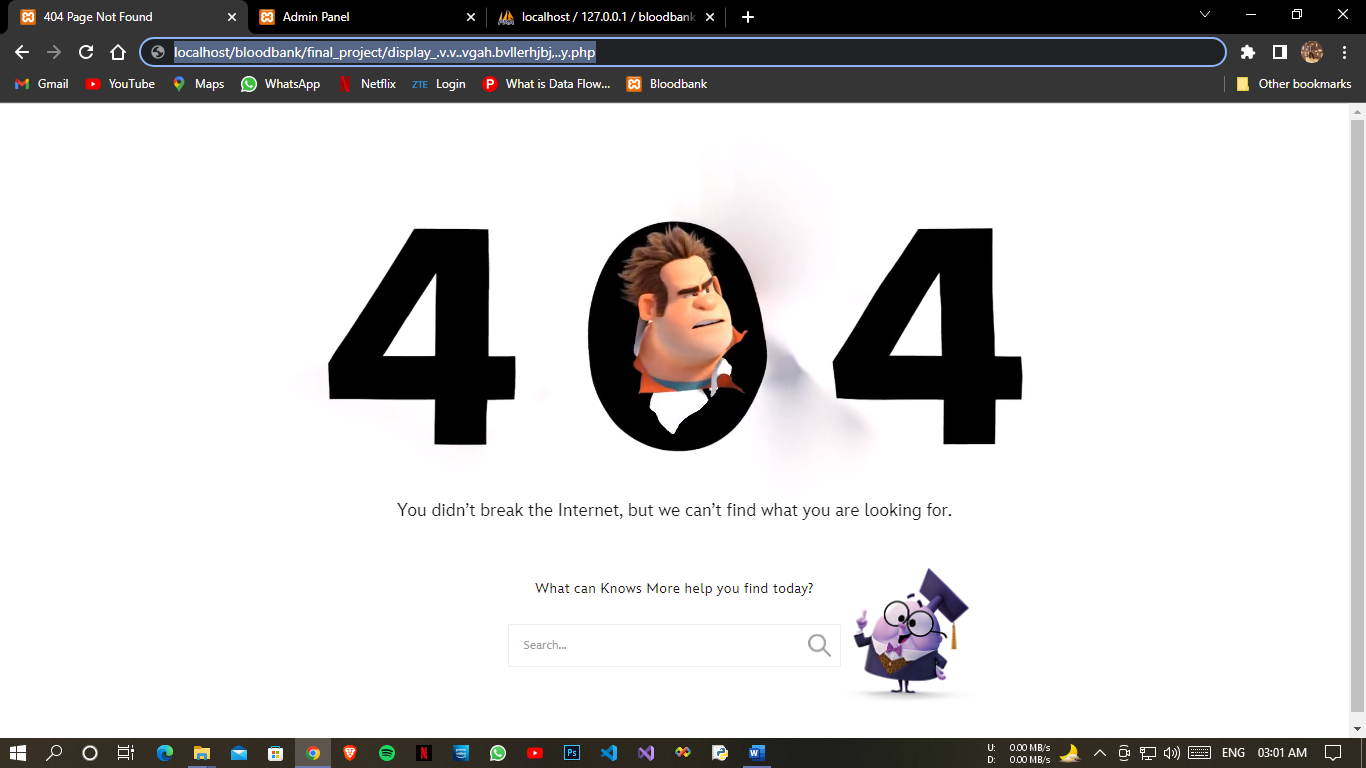 404 Page Not Found
Admin Panel
localhost / 127.0.0.1 / bloodbank
localhost/bloodbank/final_project/display_.v.v..vgah.bvllerhjbj,..y.php
Gmail
YouTube
Maps
WhatsApp
Netflix
ZTE Login
What is Data Flow...
Bloodbank
Other bookmarks
404
You didn’t break the Internet, but we can’t find what you are looking for.
What can Knows More help you find today?
Search...
U: 0.00 MB/s
D: 0.00 MB/s
ENG
03:01 AM